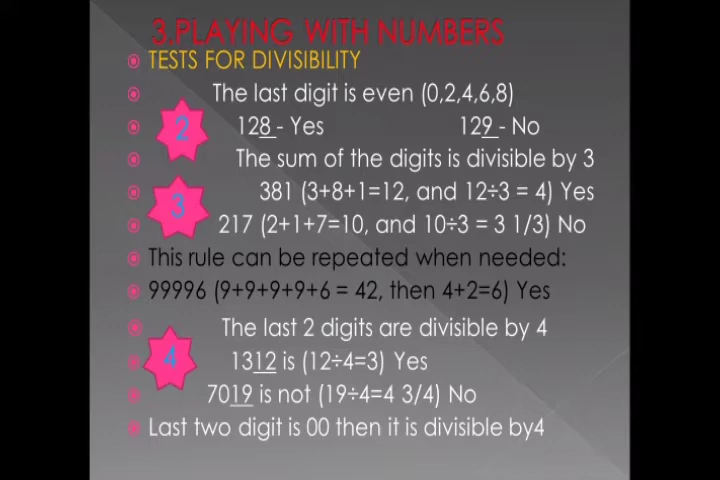 3.PLAYING WITH NUMBERS
TESTS FOR DIVISIBILITY
The last digit is even (0,2,4,6,8)
2
128 - Yes 129 - No
The sum of the digits is divisible by 3
3
381 (3+8+1=12, and 12÷3 = 4) Yes
217 (2+1+7=10, and 10÷3 = 3 1/3) No
This rule can be repeated when needed:
99996 (9+9+9+9+6 = 42, then 4+2=6) Yes
The last 2 digits are divisible by 4
4
1312 is (12÷4=3) Yes
7019 is not (19÷4=4 3/4) No
Last two digit is 00 then it is divisible by4